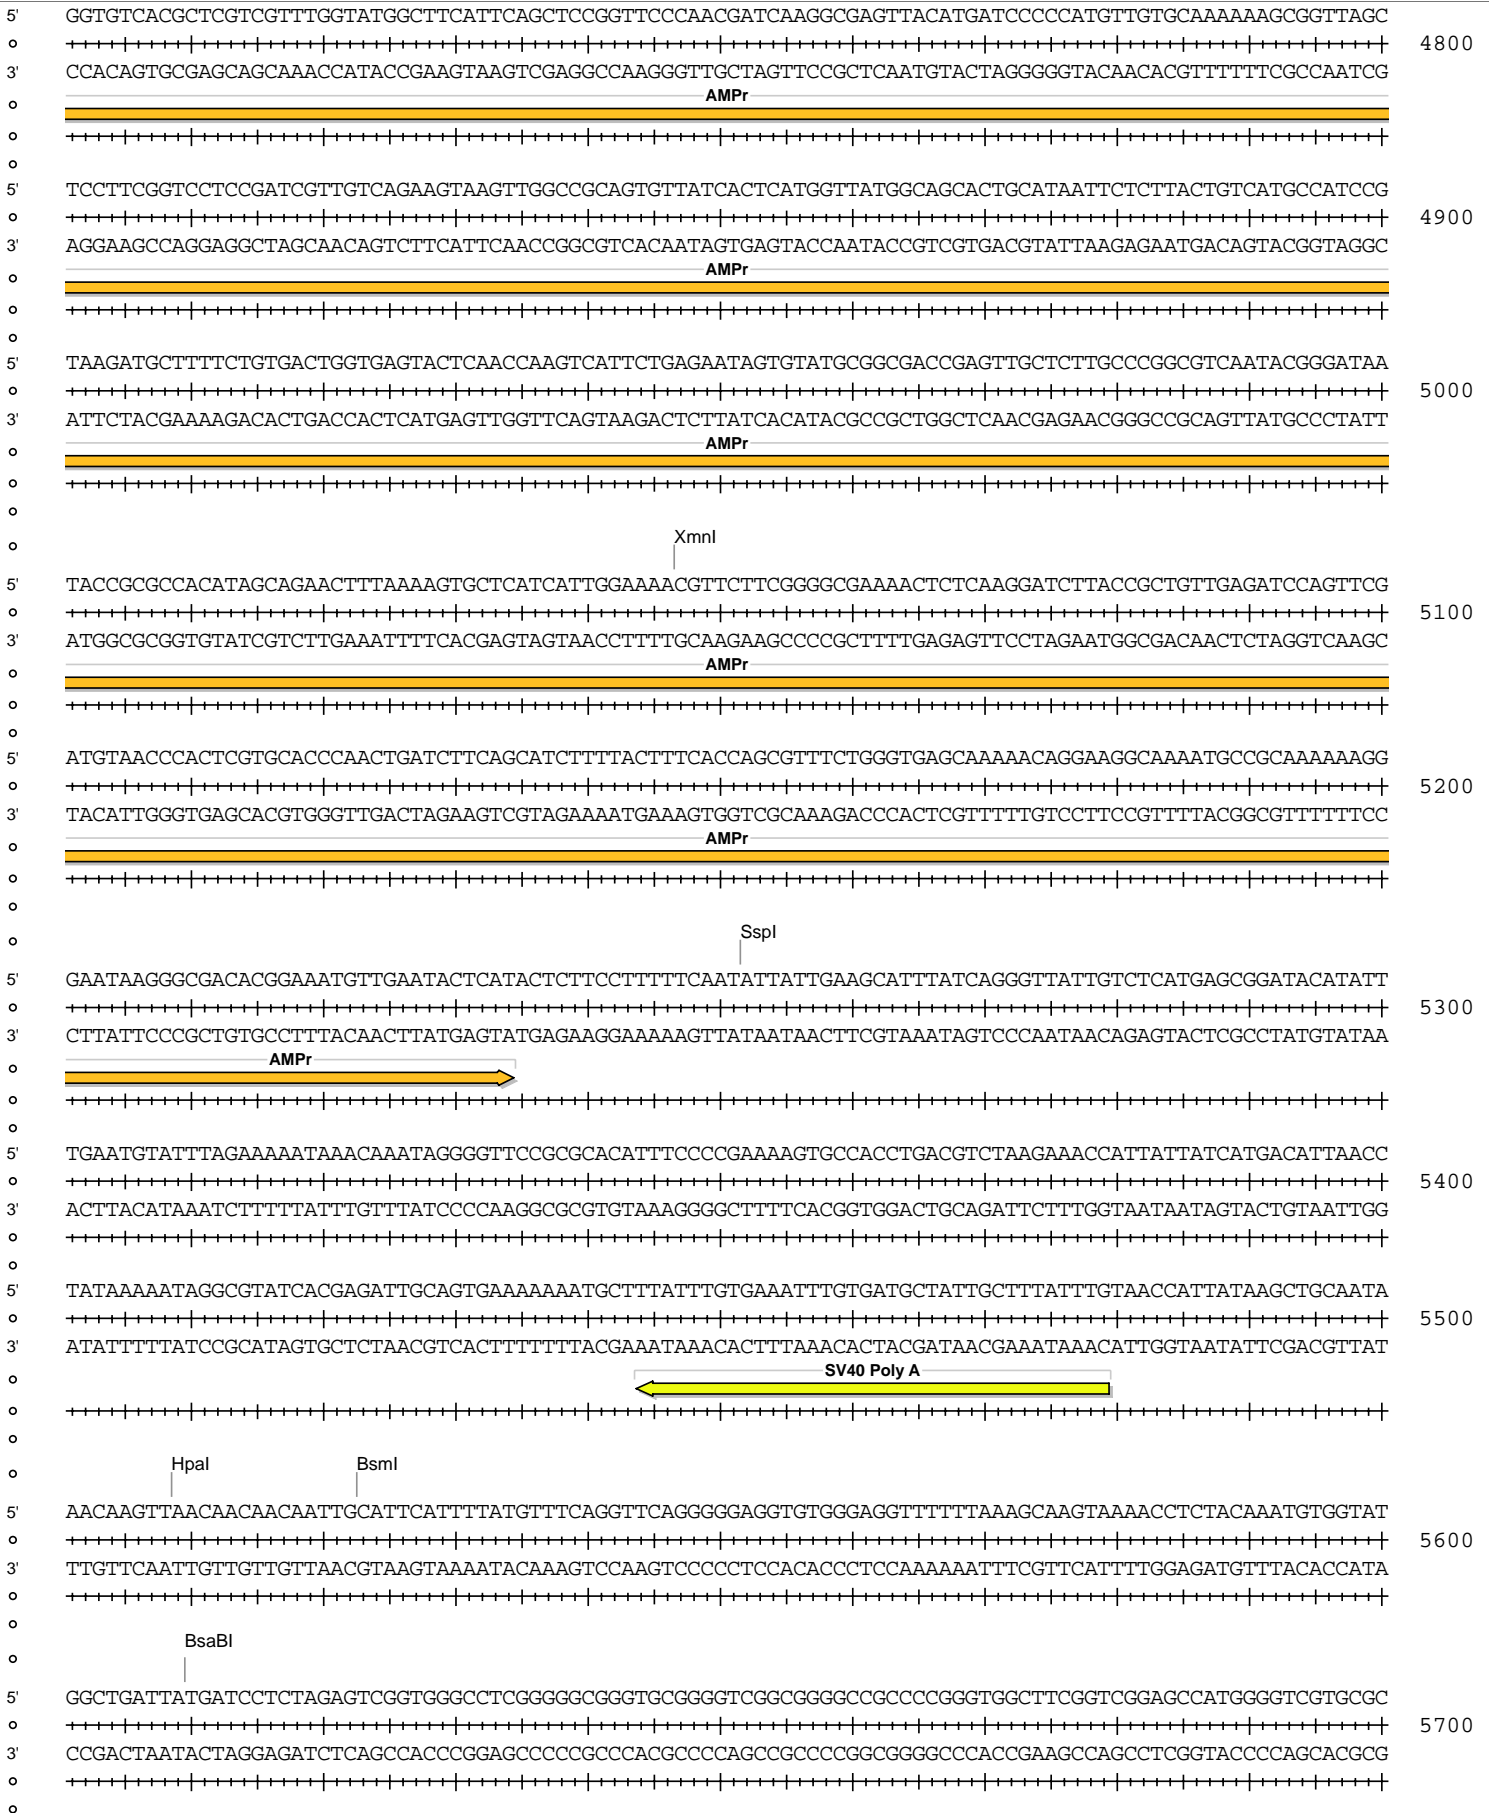 5' GGTGTCACGCTCGTCGTTTGGTATGGCTTCATTCAGCTCCGGTTCCCAACGATCAAGGCGAGTTACATGATCCCCCATGTTGTGCAAAAAAGCGGTTAGC
4800
3' CCACAGTGCGAGCAGCAAACCATACCGAAGTAAGTCGAGGCCAAGGGTTGCTAGTTCCGCTCAATGTACTAGGGGGTACAACACGTTTTTTCGCCAATCG
AMPr
5' TCCTTCGGTCCTCCGATCGTTGTCAGAAGTAAGTTGGCCGCAGTGTTATCACTCATGGTTATGGCAGCACTGCATAATTCTCTTACTGTCATGCCATCCG
4900
3' AGGAAGCCAGGAGGCTAGCAACAGTCTTCATTCAACCGGCGTCACAATAGTGAGTACCAATACCGTCGTGACGTATTAAGAGAATGACAGTACGGTAGGC
AMPr
5' TAAGATGCTTTTCTGTGACTGGTGAGTACTCAACCAAGTCATTCTGAGAATAGTGTATGCGGCGACCGAGTTGCTCTTGCCCGGCGTCAATACGGGATAA
5000
3' ATTCTACGAAAAGACACTGACCACTCATGAGTTGGTTCAGTAAGACTCTTATCACATACGCCGCTGGCTCAACGAGAACGGGCCGCAGTTATGCCCTATT
AMPr
XmnI
5' TACCGCGCCACATAGCAGAACTTTAAAAGTGCTCATCATTGGAAAACGTTCTTCGGGGCGAAAACTCTCAAGGATCTTACCGCTGTTGAGATCCAGTTCG
5100
3' ATGGCGCGGTGTATCGTCTTGAAATTTTCACGAGTAGTAACCTTTTGCAAGAAGCCCCGCTTTTGAGAGTTCCTAGAATGGCGACAACTCTAGGTCAAGC
AMPr
5' ATGTAACCCACTCGTGCACCCAACTGATCTTCAGCATCTTTTACTTTCACCAGCGTTTCTGGGTGAGCAAAAACAGGAAGGCAAAATGCCGCAAAAAAGG
5200
3' TACATTGGGTGAGCACGTGGGTTGACTAGAAGTCGTAGAAAATGAAAGTGGTCGCAAAGACCCACTCGTTTTTGTCCTTCCGTTTTACGGCGTTTTTTCC
AMPr
SspI
5' GAATAAGGGCGACACGGAAATGTTGAATACTCATACTCTTCCTTTTTCAATATTATTGAAGCATTTATCAGGGTTATTGTCTCATGAGCGGATACATATT
5300
3' CTTATTCCCGCTGTGCCTTTACAACTTATGAGTATGAGAAGGAAAAAGTTATAATAACTTCGTAAATAGTCCCAATAACAGAGTACTCGCCTATGTATAA
AMPr
5' TGAATGTATTTAGAAAAATAAACAAATAGGGGTTCCGCGCACATTTCCCCGAAAAGTGCCACCTGACGTCTAAGAAACCATTATTATCATGACATTAACC
5400
3' ACTTACATAAATCTTTTTATTTGTTTATCCCCAAGGCGCGTGTAAAGGGGCTTTTCACGGTGGACTGCAGATTCTTTGGTAATAATAGTACTGTAATTGG
5' TATAAAAATAGGCGTATCACGAGATTGCAGTGAAAAAAATGCTTTATTTGTGAAATTTGTGATGCTATTGCTTTATTTGTAACCATTATAAGCTGCAATA
5500
3' ATATTTTTATCCGCATAGTGCTCTAACGTCACTTTTTTTACGAAATAAACACTTTAAACACTACGATAACGAAATAAACATTGGTAATATTCGACGTTAT
SV40 Poly A
HpaI BsmI
5' AACAAGTTAACAACAACAATTGCATTCATTTTATGTTTCAGGTTCAGGGGGAGGTGTGGGAGGTTTTTTAAAGCAAGTAAAACCTCTACAAATGTGGTAT
5600
3' TTGTTCAATTGTTGTTGTTAACGTAAGTAAAATACAAAGTCCAAGTCCCCCTCCACACCCTCCAAAAAATTTCGTTCATTTTGGAGATGTTTACACCATA
BsaBI
5' GGCTGATTATGATCCTCTAGAGTCGGTGGGCCTCGGGGGCGGGTGCGGGGTCGGCGGGGCCGCCCCGGGTGGCTTCGGTCGGAGCCATGGGGTCGTGCGC
5700
3' CCGACTAATACTAGGAGATCTCAGCCACCCGGAGCCCCCGCCCACGCCCCAGCCGCCCCGGCGGGGCCCACCGAAGCCAGCCTCGGTACCCCAGCACGCG